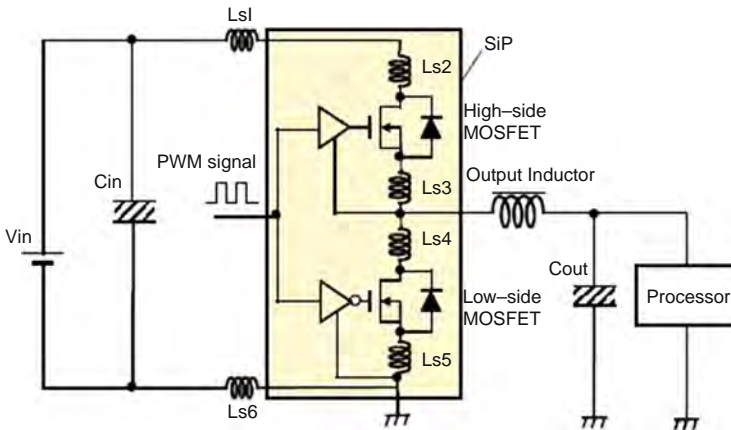 LsI
SiP
Ls2
High–side
MOSFET
PWM signal
Cin
Ls3
Output Inductor
Vin
Ls4
Cout
Low–side
MOSFET
Processor
Ls5
Ls6